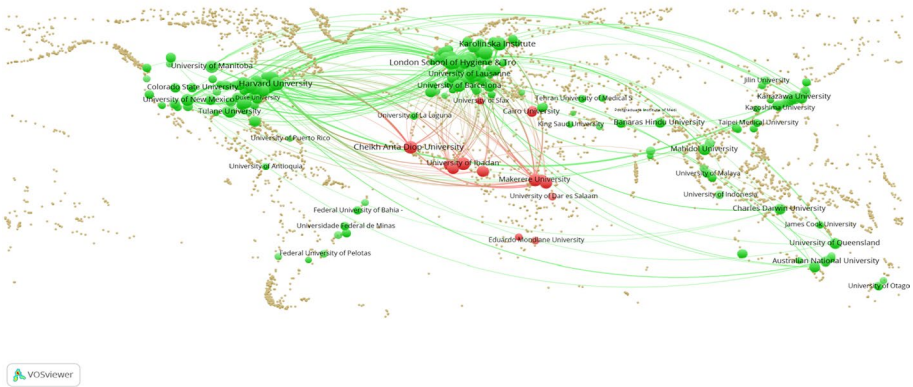 Karolinska Institute
University of Manitoba
London School of Hygiene & Tro
University of Lausanne
Colorado State University
Harvard University
University of Barcelona
Jilin University
University of New Mexico
Duke University
Kanazawa University
Tehran University of Medical S
University of Sfax
Kagoshima University
Tulane University
University of La Laguna
Cairo University
King Saud University
Banaras Hindu University
Taipei Medical University
University of Puerto Rico
Cheikh Anta Diop University
Mahidol University
University of Antioquia
University of Ibadan
Makerere University
University of Malaya
University of Dar es Salaam
University of Indonesia
Federal University of Bahia -
Charles Darwin University
Universidade Federal de Minas
James Cook University
Eduardo Mondlane University
University of Queensland
Federal University of Pelotas
Australian National University
University of Otago
VOSviewer